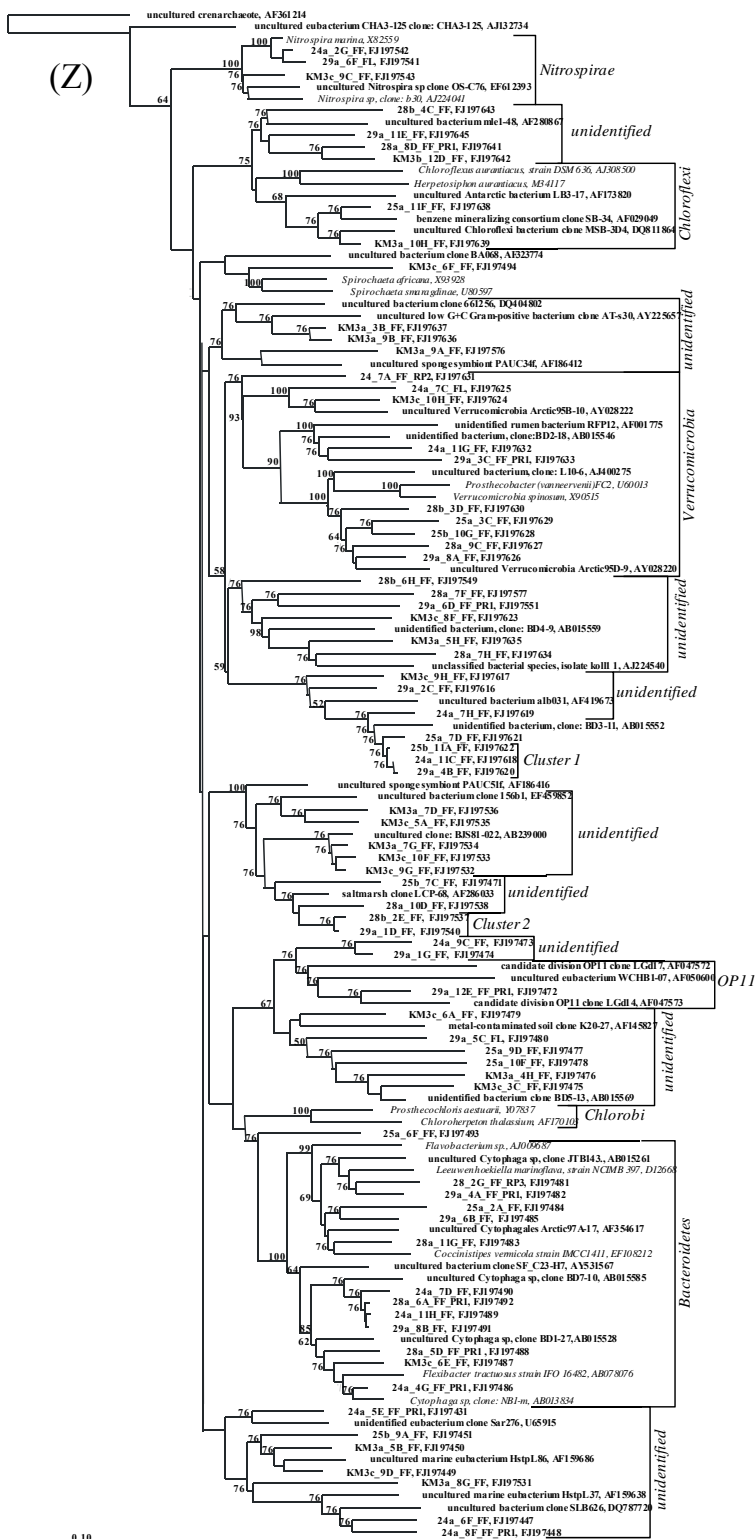 uncultured crenarchaeote, AF361214
uncultured eubacterium CHA3-125 clone: CHA3-125, AJ132734
(Z)
Nitrospira marina, X82559
24a_2G_FF, FJ197542
29a_6F_FL, FJ197541
KM3c_9C_FF, FJ197543
uncultured Nitrospira sp clone OS-C76, EF612393
Nitrospira sp, clone: b30, AJ224041
Nitrospirae
28b_4C_FF, FJ197643
uncultured bacterium mle1-48, AF280867
29a_11E_FF, FJ197645
28a_8D_FF_PR1, FJ197641
KM3b_12D_FF, FJ197642
unidentified
Chloroflexus aurantiacus, strain DSM 636, AJ308500
Herpetosiphon aurantiacus, M34117
uncultured Antarctic bacterium LB3-17, AF173820
25a_11F_FF, FJ197638
benzene mineralizing consortium clone SB-34, AF029049
uncultured Chloroflexi bacterium clone MSB-3D4, DQ811864
KM3a_10H_FF, FJ197639
Chloroflexi
uncultured bacterium clone BA068, AF323774
KM3c_6F_FF, FJ197494
Spirochaeta africana, X93928
Spirochaeta smaragdinae, U80597
uncultured bacterium clone 661256, DQ404802
uncultured low G+C Gram-positive bacterium clone AT-s30, AY225657
KM3a_3B_FF, FJ197637
KM3a_9B_FF, FJ197636
KM3a_9A_FF, FJ197576
uncultured sponge symbiont PAUC34f, AF186412
unidentified
24_7A_FF_RP2, FJ197631
24a_7C_FL, FJ197625
KM3c_10H_FF, FJ197624
uncultured Verrucomicrobia Arctic95B-10, AY028222
unidentified rumen bacterium RFP12, AF001775
unidentified bacterium, clone:BD2-18, AB015546
24a_11G_FF, FJ197632
29a_3C_FF_PR1, FJ197633
uncultured bacterium, clone: L10-6, AJ400275
Prosthecobacter (vanneervenii)FC2, U60013
Verrucomicrobia spinosum, X90515
28b_3D_FF, FJ197630
25a_3C_FF, FJ197629
25b_10G_FF, FJ197628
28a_9C_FF, FJ197627
29a_8A_FF, FJ197626
uncultured Verrucomicrobia Arctic95D-9, AY028220
Verrucomicrobia
28b_6H_FF, FJ197549
28a_7F_FF, FJ197577
29a_6D_FF_PR1, FJ197551
KM3c_8F_FF, FJ197623
unidentified bacterium, clone: BD4-9, AB015559
KM3a_5H_FF, FJ197635
28a_7H_FF, FJ197634
unclassified bacterial species, isolate koll1 1, AJ224540
unidentified
KM3c_9H_FF, FJ197617
29a_2C_FF, FJ197616
uncultured bacterium alb031, AF419673
24a_7H_FF, FJ197619
unidentified bacterium, clone: BD3-11, AB015552
unidentified
25a_7D_FF, FJ197621
25b_11A_FF, FJ197622
24a_11C_FF, FJ197618
29a_4B_FF, FJ197620
Cluster 1
uncultured sponge symbiont PAUC51f, AF186416
uncultured bacterium clone 156b1, EF459852
KM3a_7D_FF, FJ197536
KM3c_5A_FF, FJ197535
uncultured clone: BJS81-022, AB239000
KM3a_7G_FF, FJ197534
KM3c_10F_FF, FJ197533
KM3c_9G_FF, FJ197532
unidentified
25b_7C_FF, FJ197471
saltmarsh clone LCP-68, AF286033
28a_10D_FF, FJ197538
unidentified
28b_2E_FF, FJ197537
29a_1D_FF, FJ197540
Cluster 2
24a_9C_FF, FJ197473
29a_1G_FF, FJ197474
unidentified
candidate division OP11 clone LGd17, AF047572
uncultured eubacterium WCHB1-07, AF050600
29a_12E_FF_PR1, FJ197472
candidate division OP11 clone LGd14, AF047573
OP11
KM3c_6A_FF, FJ197479
metal-contaminated soil clone K20-27, AF145827
29a_5C_FL, FJ197480
25a_9D_FF, FJ197477
25a_10F_FF, FJ197478
KM3a_4H_FF, FJ197476
KM3c_3C_FF, FJ197475
unidentified bacterium clone BD5-13, AB015569
unidentified
Prosthecochloris aestuarii, Y07837
Chloroherpeton thalassium, AF170103
Chlorobi
25a_6F_FF, FJ197493
Flavobacterium sp., AJ009687
uncultured Cytophaga sp, clone JTB143., AB015261
Leeuwenhoekiella marinoflava, strain NCIMB 397, D12668
28_2G_FF_RP3, FJ197481
29a_4A_FF_PR1, FJ197482
25a_2A_FF, FJ197484
29a_6B_FF, FJ197485
uncultured Cytophagales Arctic97A-17, AF354617
28a_11G_FF, FJ197483
Coccinistipes vermicola strain IMCC1411, EF108212
uncultured bacterium clone SF_C23-H7, AY531567
uncultured Cytophaga sp, clone BD7-10, AB015585
24a_7D_FF, FJ197490
28a_6A_FF_PR1, FJ197492
24a_11H_FF, FJ197489
29a_8B_FF, FJ197491
uncultured Cytophaga sp, clone BD1-27, AB015528
28a_5D_FF_PR1, FJ197488
KM3c_6E_FF, FJ197487
Flexibacter tractuosus strain IFO 16482, AB078076
24a_4G_FF_PR1, FJ197486
Cytophaga sp, clone: NB1-m, AB013834
Bacteroidetes
24a_5E_FF_PR1, FJ197431
unidentified eubacterium clone Sar276, U65915
25b_9A_FF, FJ197451
KM3a_5B_FF, FJ197450
uncultured marine eubacterium HstpL86, AF159686
KM3c_9D_FF, FJ197449
KM3a_8G_FF, FJ197531
uncultured marine eubacterium HstpL37, AF159638
uncultured bacterium clone SLB626, DQ787720
24a_6F_FF, FJ197447
24a_8F_FF_PR1, FJ197448
unidentified
0.10